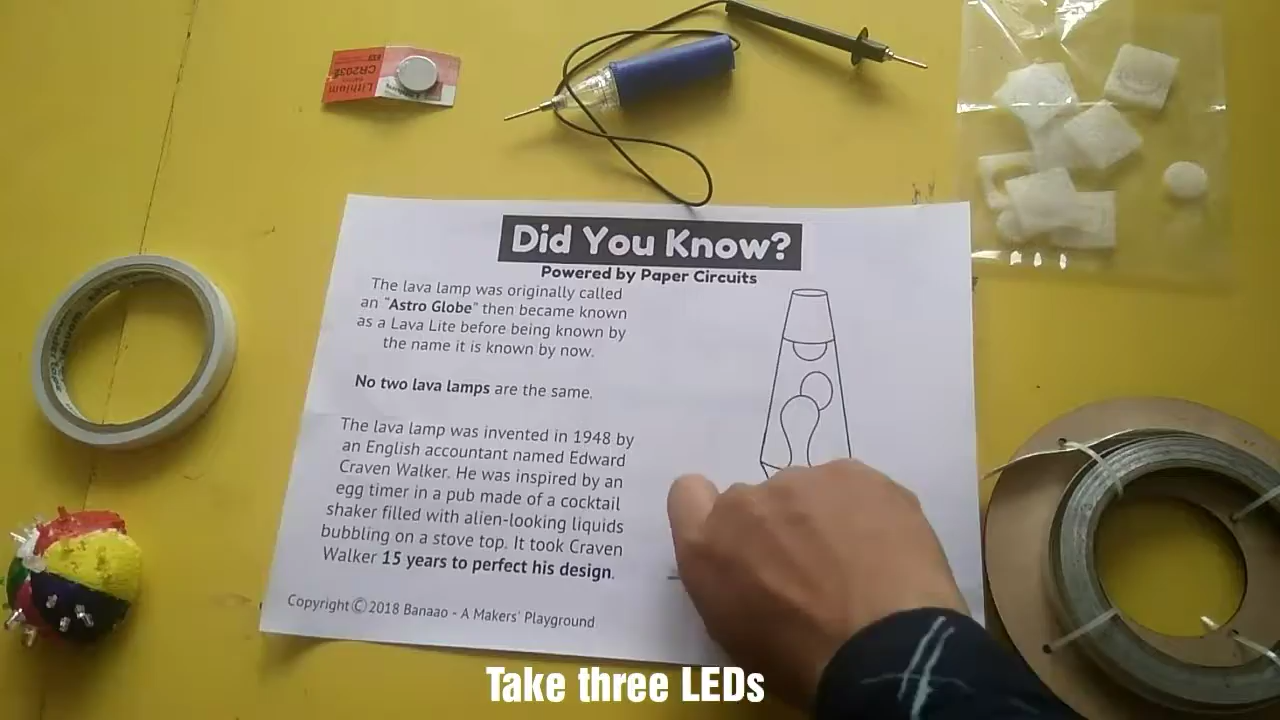 Lithium
CR2032
Did You Know?
Powered by Paper Circuits
The lava lamp was originally called
an "Astro Globe" then became known
as a Lava Lite before being known by
the name it is known by now.
No two lava lamps are the same.
The lava lamp was invented in 1948 by
an English accountant named Edward
Craven Walker. He was inspired by an
egg timer in a pub made of a cocktail
shaker filled with alien-looking liquids
bubbling on a stove top. It took Craven
Walker 15 years to perfect his design.
Copyright©2018 Banaao - A Makers' Playground
Take three LEDs